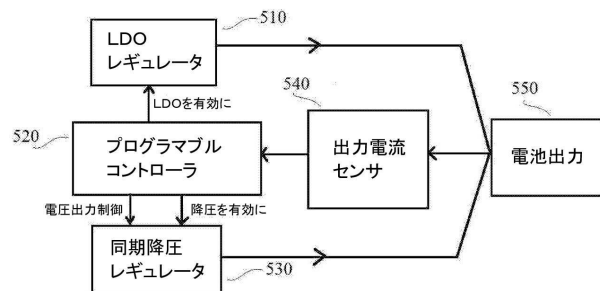 510
LDO
レギュレータ
LDOを有効に
540
550
520
プログラマブル
コントローラ
出力電流
センサ
電池出力
電圧出力制御
降圧を有効に
同期降圧
レギュレータ
530